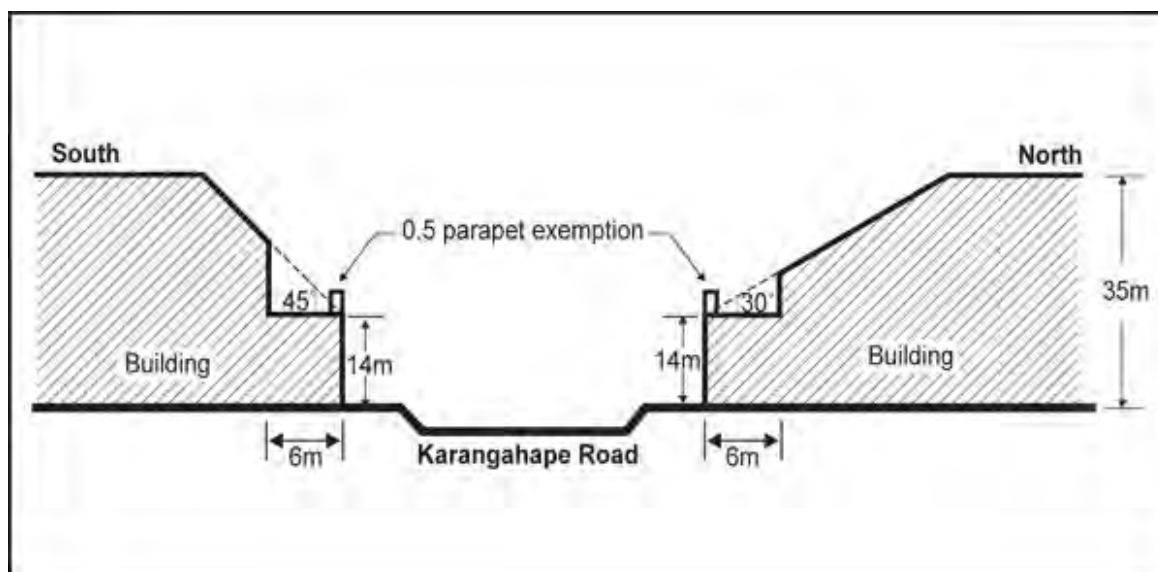 South
North
0.5 parapet exemption
45°
30°
35m
Building
14m
14m
Building
6m
Karangahape Road
6m